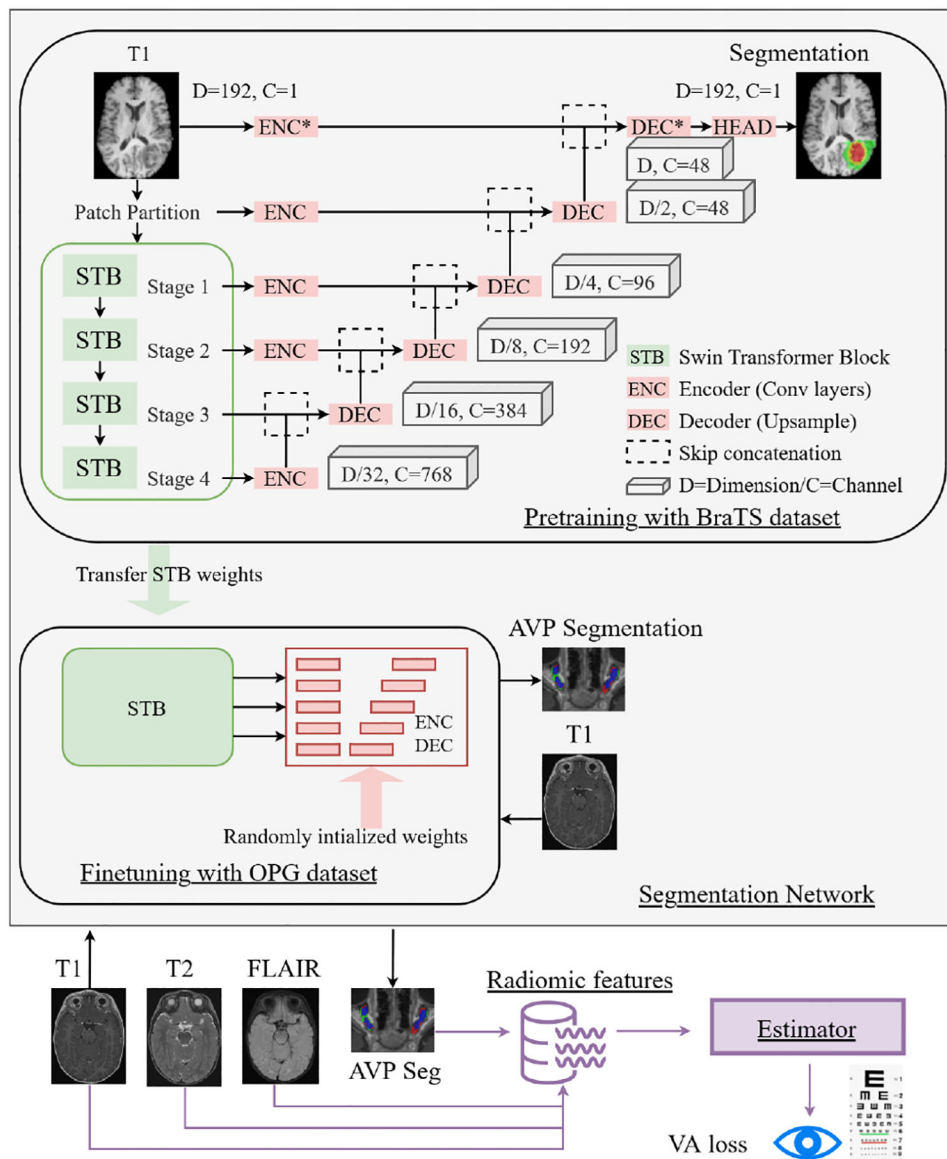 T1
Segmentation
D=192, C=1
D=192, C=1
ENC*
DEC*
HEAD
D, C=48
Patch Partition
ENC
DEC
D/2, C=48
STB
Stage 1
ENC
DEC
D/4, C=96
STB
Stage 2
ENC
DEC
D/8, C=192
STB
Stage 3
DEC
D/16, C=384
STB
Stage 4
ENC
D/32, C=768
STB Swin Transformer Block
ENC Encoder (Conv layers)
DEC Decoder (Upsample)
Skip concatenation
D=Dimension/C=Channel
Pretraining with BraTS dataset
Transfer STB weights
AVP Segmentation
STB
ENC
DEC
T1
Randomly intialized weights
Finetuning with OPG dataset
Segmentation Network
T1
T2
FLAIR
AVP Seg
Radiomic features
Estimator
VA loss
E